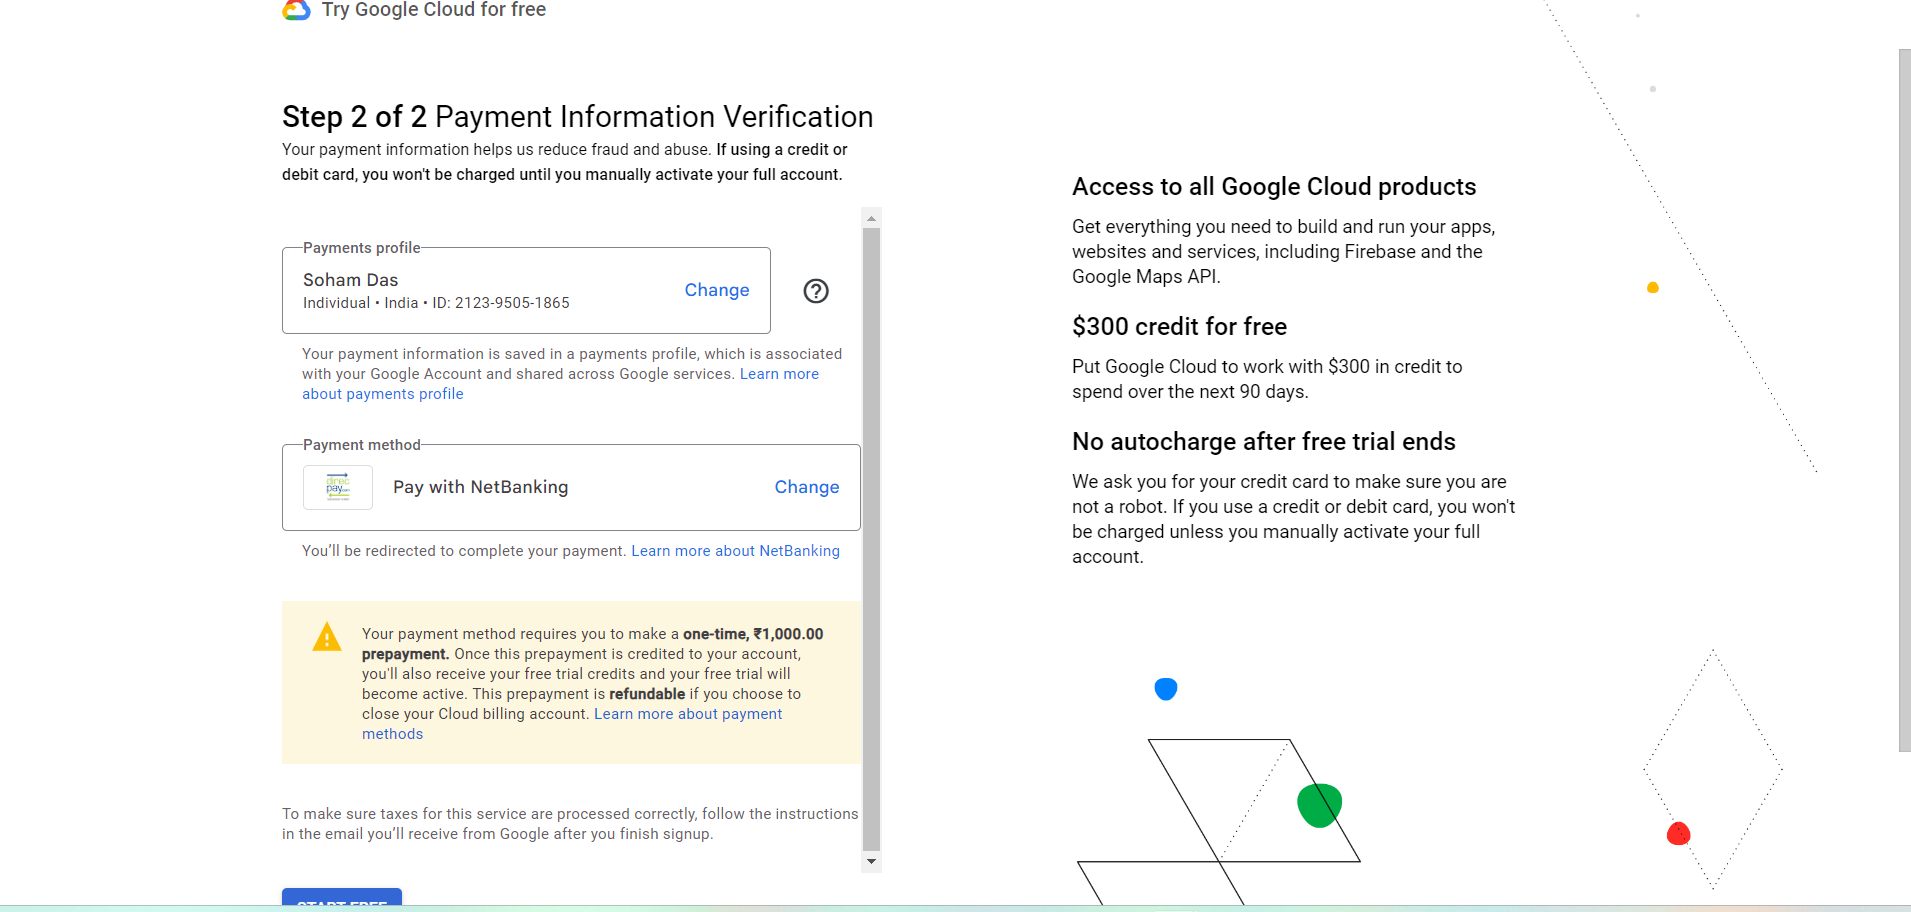 Try Google Cloud for free
Step 2 of 2 Payment Information Verification
Your payment information helps us reduce fraud and abuse. If using a credit or
debit card, you won't be charged until you manually activate your full account.
Payments profile
Soham Das
Individual • India • ID: 2123-9505-1865
Change
Your payment information is saved in a payments profile, which is associated
with your Google Account and shared across Google services. Learn more
about payments profile
Payment method
direc
pay
Pay with NetBanking
Change
You’ll be redirected to complete your payment. Learn more about NetBanking
Your payment method requires you to make a one-time, ₹1,000.00
prepayment. Once this prepayment is credited to your account,
you'll also receive your free trial credits and your free trial will
become active. This prepayment is refundable if you choose to
close your Cloud billing account. Learn more about payment
methods
To make sure taxes for this service are processed correctly, follow the instructions
in the email you’ll receive from Google after you finish signup.
START FREE
Access to all Google Cloud products
Get everything you need to build and run your apps,
websites and services, including Firebase and the
Google Maps API.
$300 credit for free
Put Google Cloud to work with $300 in credit to
spend over the next 90 days.
No autocharge after free trial ends
We ask you for your credit card to make sure you are
not a robot. If you use a credit or debit card, you won't
be charged unless you manually activate your full
account.